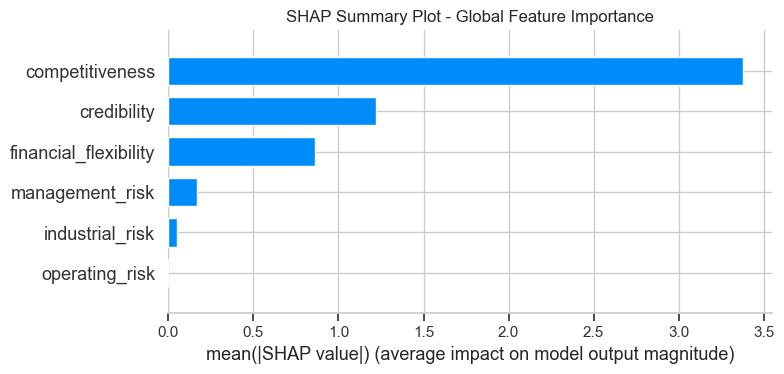 SHAP Summary Plot - Global Feature Importance
competitiveness
credibility
financial_flexibility
management_risk
industrial_risk
operating_risk
0.0 0.5 1.0 1.5 2.0 2.5 3.0 3.5
mean(|SHAP value|) (average impact on model output magnitude)